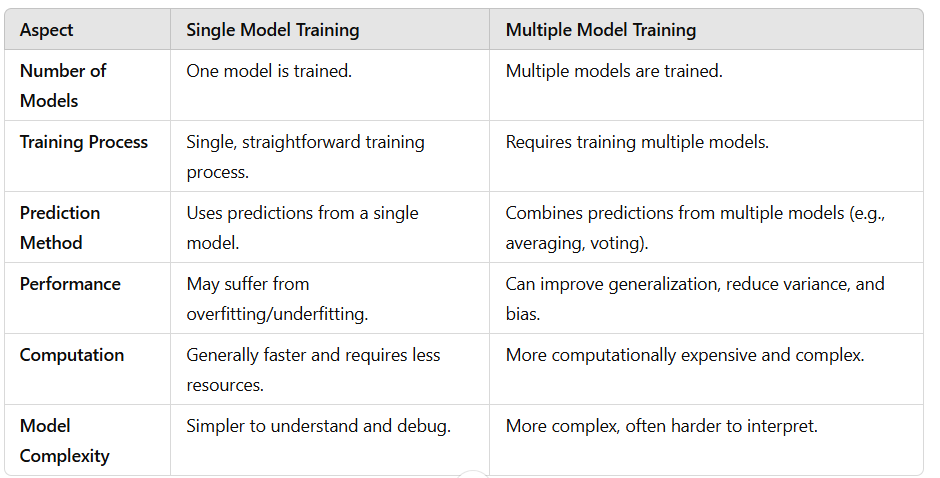 Aspect
Single Model Training
Multiple Model Training
Number of
Models
One model is trained.
Multiple models are trained.
Training Process
Single, straightforward training
process.
Requires training multiple models.
Prediction
Method
Uses predictions from a single
model.
Combines predictions from multiple models (e.g.,
averaging, voting).
Performance
May suffer from
overfitting/underfitting.
Can improve generalization, reduce variance, and
bias.
Computation
Generally faster and requires less
resources.
More computationally expensive and complex.
Model
Complexity
Simpler to understand and debug.
More complex, often harder to interpret.